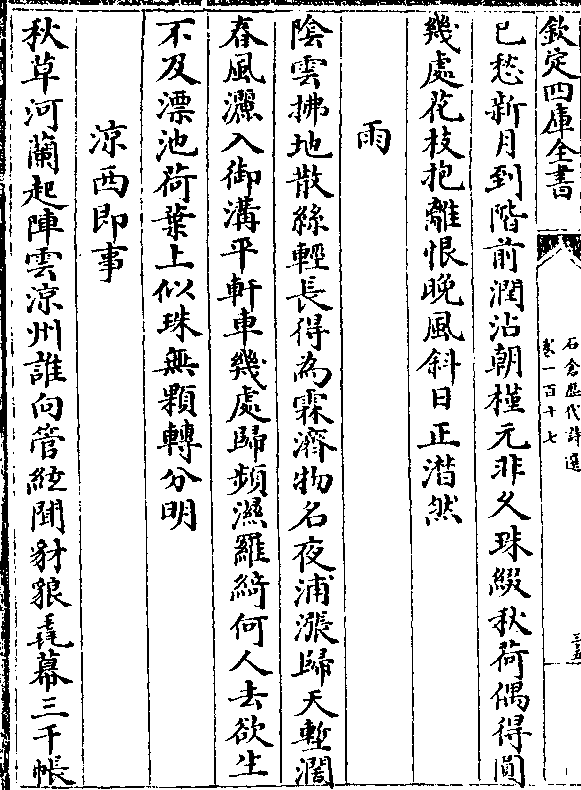 欽定四庫全書
石倉歷代詩選
卷一百十七
三五
已愁新月到階前潤沾朝槿元非久珠綴秋荷偶得圓
幾處花枝抱離恨晚風斜日正潸然
雨
陰雲拂地散絲輕長得為霖濟物名夜浦漲歸天塹濶
春風灑入御溝平軒車幾處歸頻濕羅綺何人去欲生
不及漂池荷葉上似珠無顆轉分明
涼西即事
秋草河蘭起陣雲涼州誰向管絃聞豺狼毳幕三千帳